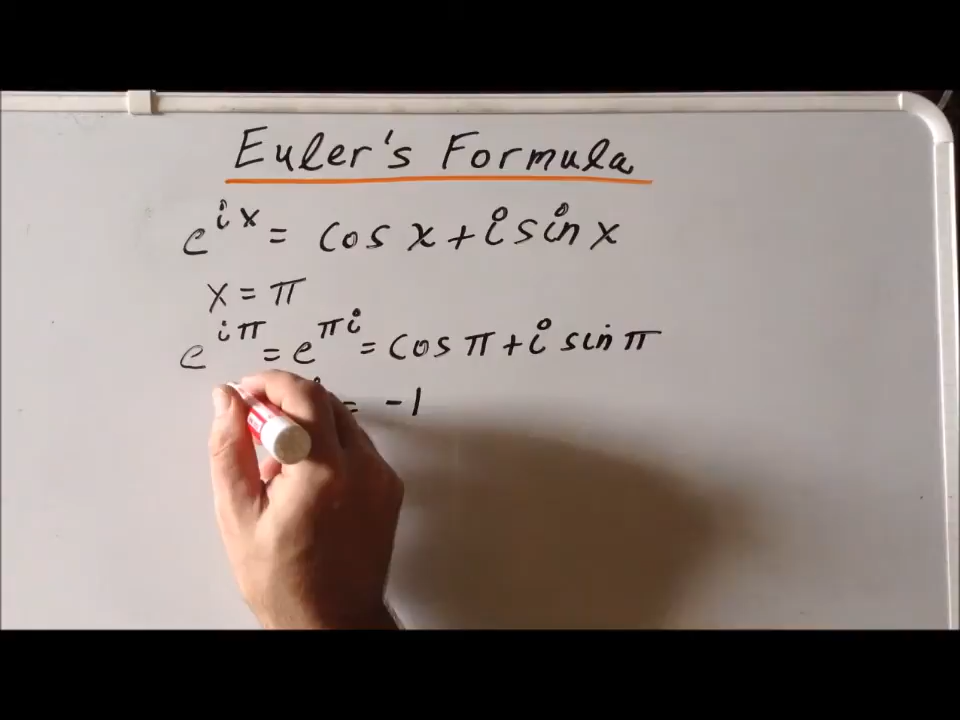 Euler's Formula
e^{ix} = cos x + i sin x
x = π
e^{iπ} = e^{πi} = cos π + i sin π
= -1